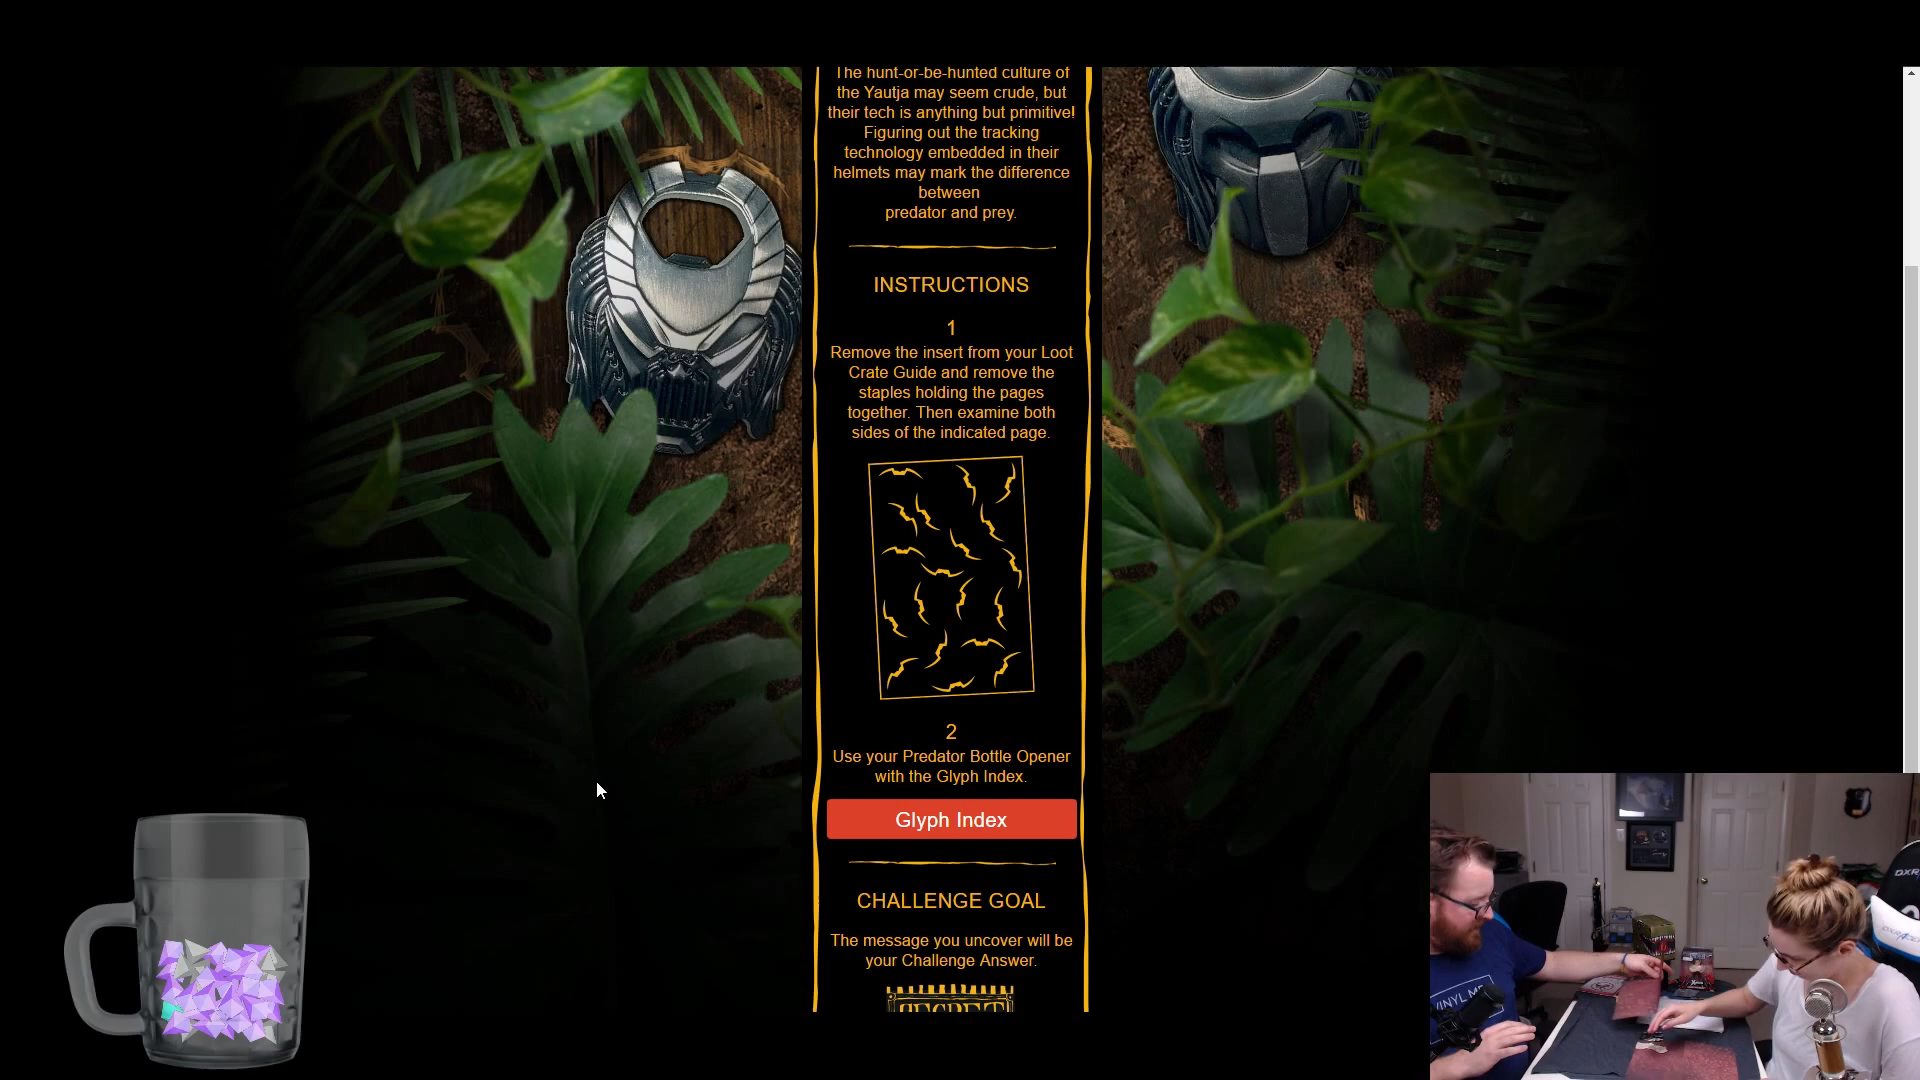 The hunt-or-be-hunted culture of
the Yautja may seem crude, but
their tech is anything but primitive!
Figuring out the tracking
technology embedded in their
helmets may mark the difference
between
predator and prey.
INSTRUCTIONS
1
Remove the insert from your Loot
Crate Guide and remove the
staples holding the pages
together. Then examine both
sides of the indicated page.
2
Use your Predator Bottle Opener
with the Glyph Index.
Glyph Index
CHALLENGE GOAL
The message you uncover will be
your Challenge Answer.
SECRET
VINYL ME